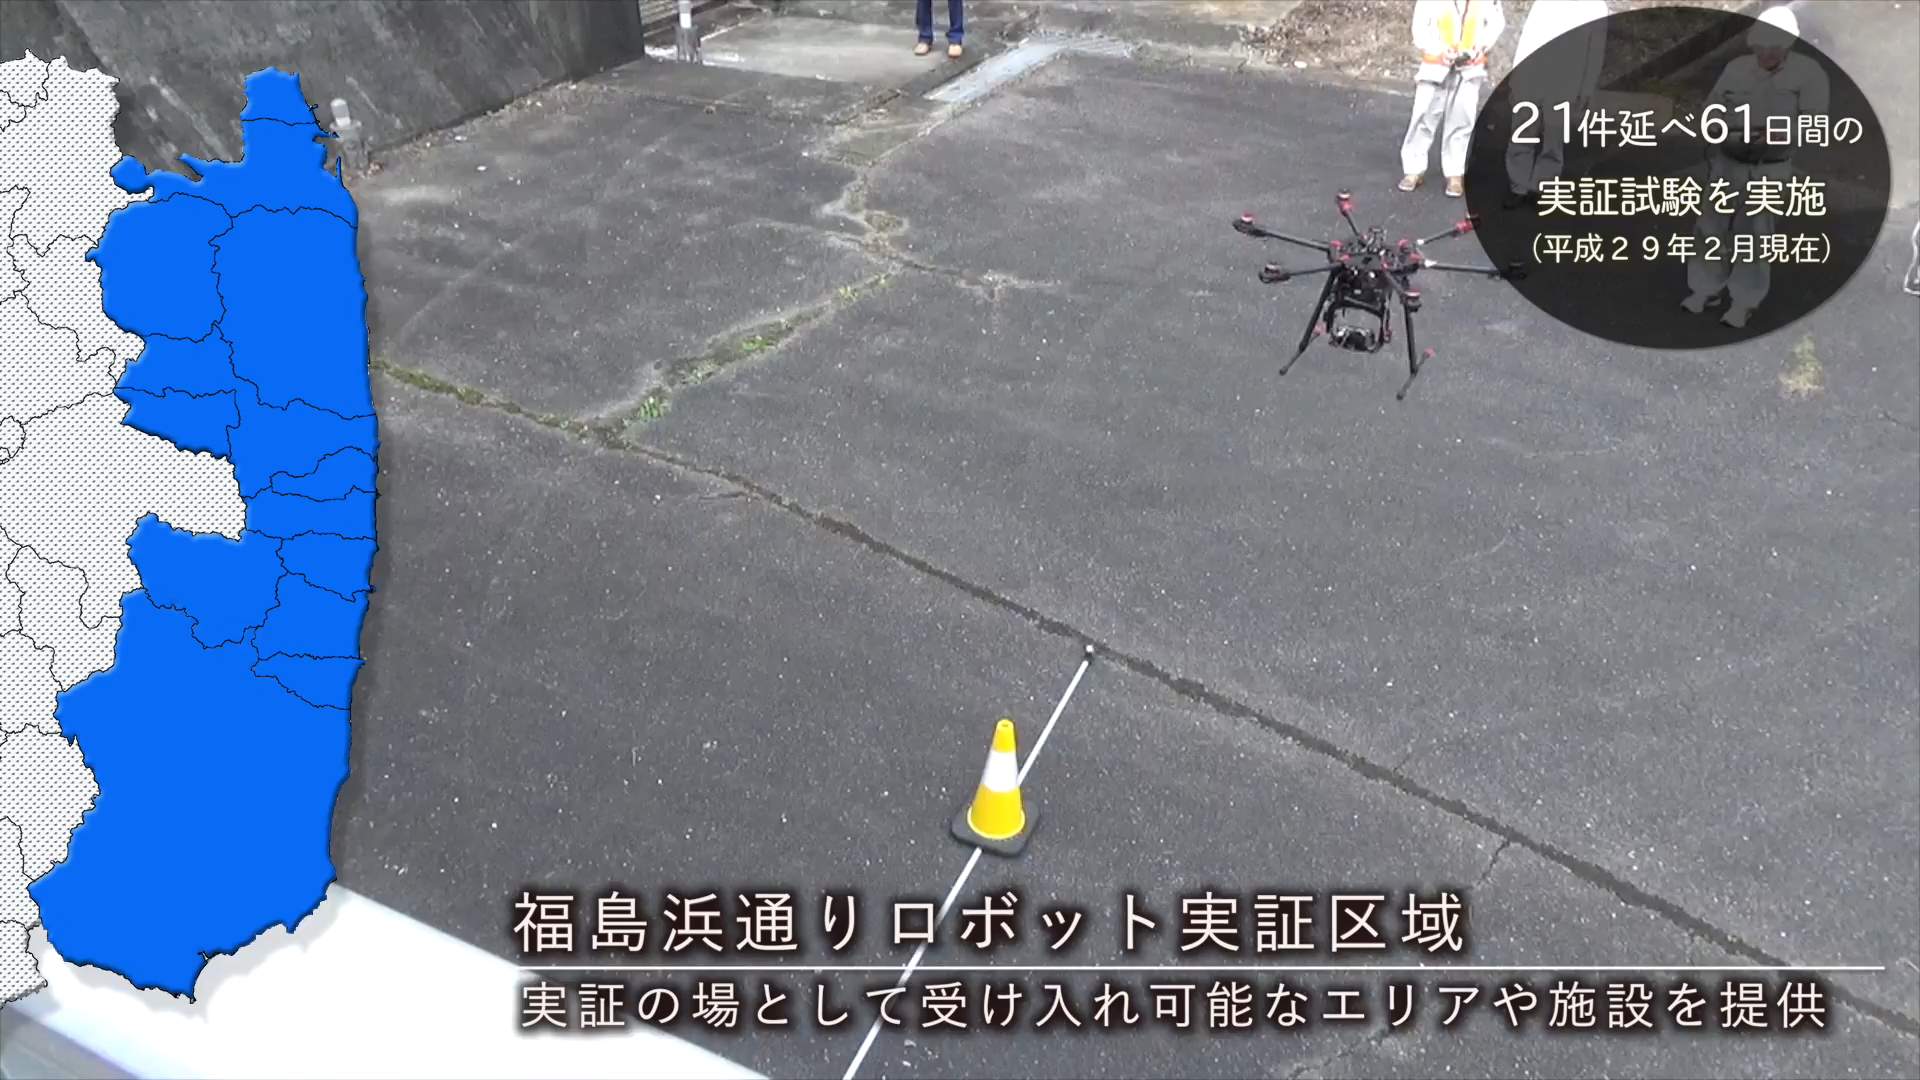 21件延べ61日間の
実証試験を実施
（平成２９年２月現在）
福島浜通りロボット実証区域
実証の場として受け入れ可能なエリアや施設を提供